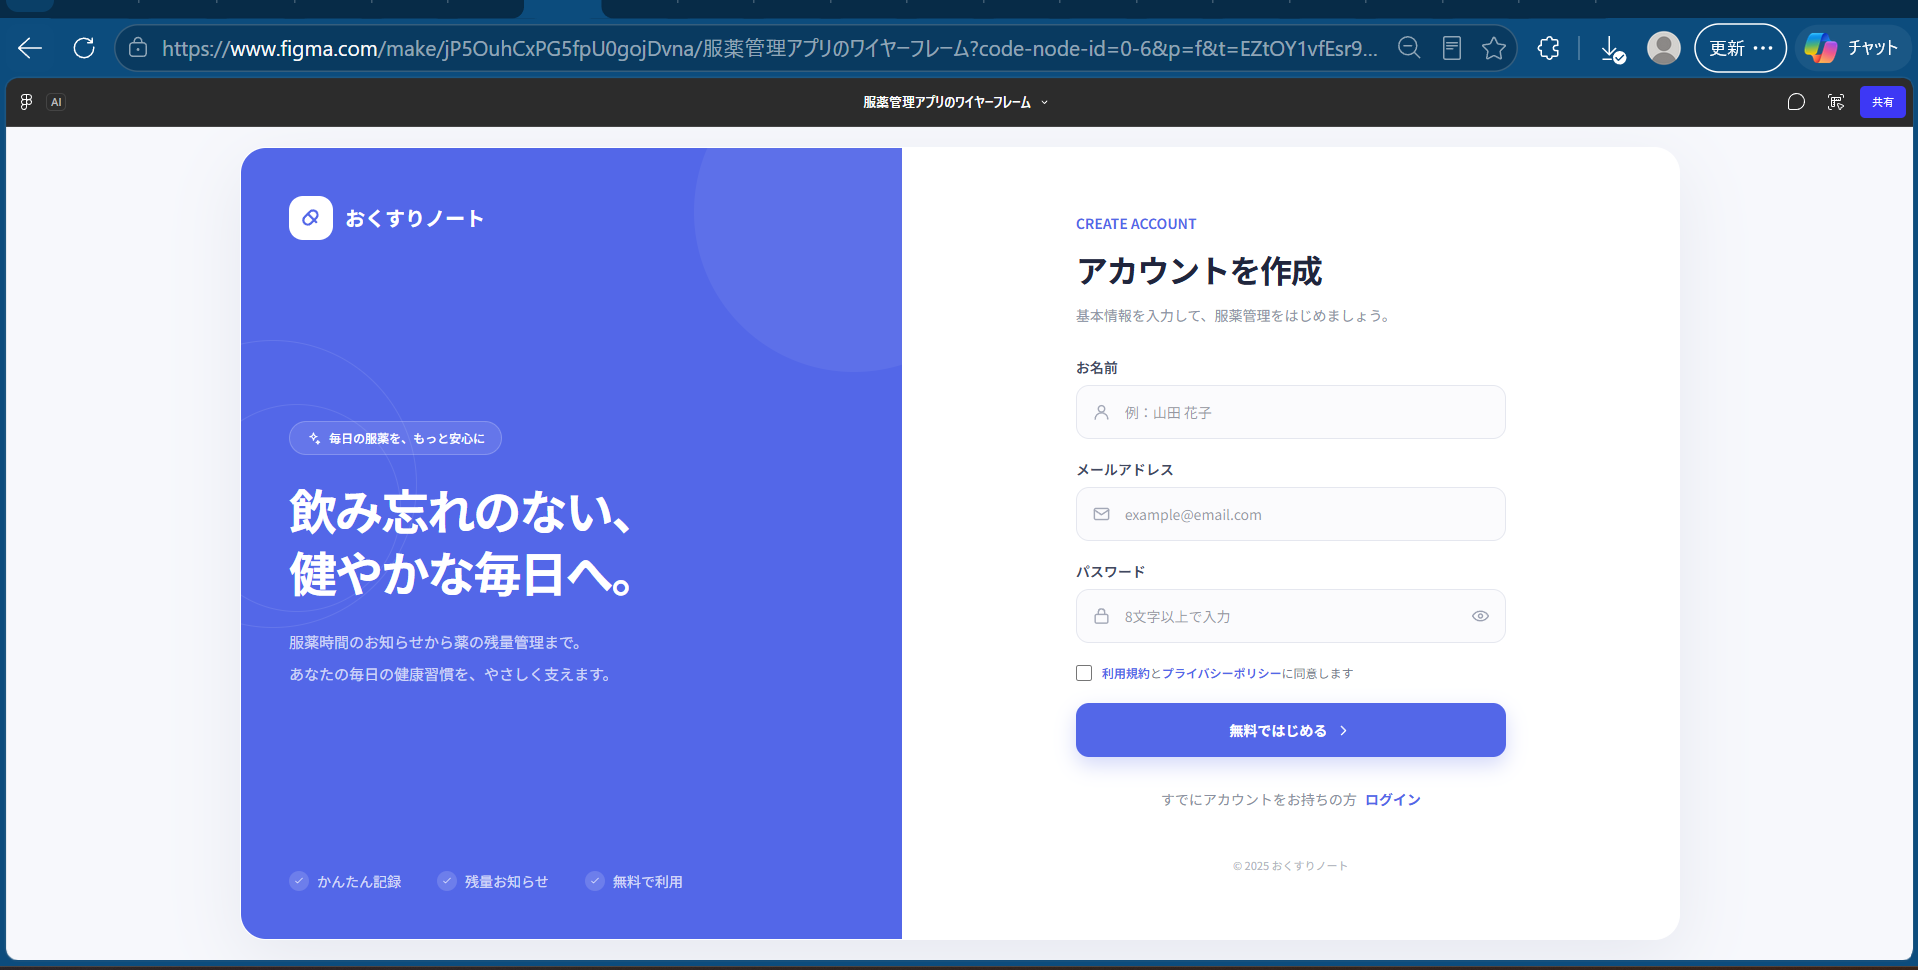 https://www.figma.com/make/jP5OuhCxPG5fpU0gojDvna/服薬管理アプリのワイヤーフレーム?code-node-id=0-6&p=f&t=EZtOY1vfEsr9...
更新
チャット
AI
服薬管理アプリのワイヤーフレーム
共有
おくすりノート
毎日の服薬を、もっと安心に
飲み忘れのない、
健やかな毎日へ。
服薬時間のお知らせから薬の残量管理まで。
あなたの毎日の健康習慣を、やさしく支えます。
かんたん記録
残量お知らせ
無料で利用
CREATE ACCOUNT
アカウントを作成
基本情報を入力して、服薬管理をはじめましょう。
お名前
例：山田 花子
メールアドレス
example@email.com
パスワード
8文字以上で入力
利用規約とプライバシーポリシーに同意します
無料ではじめる
すでにアカウントをお持ちの方 ログイン
© 2025 おくすりノート